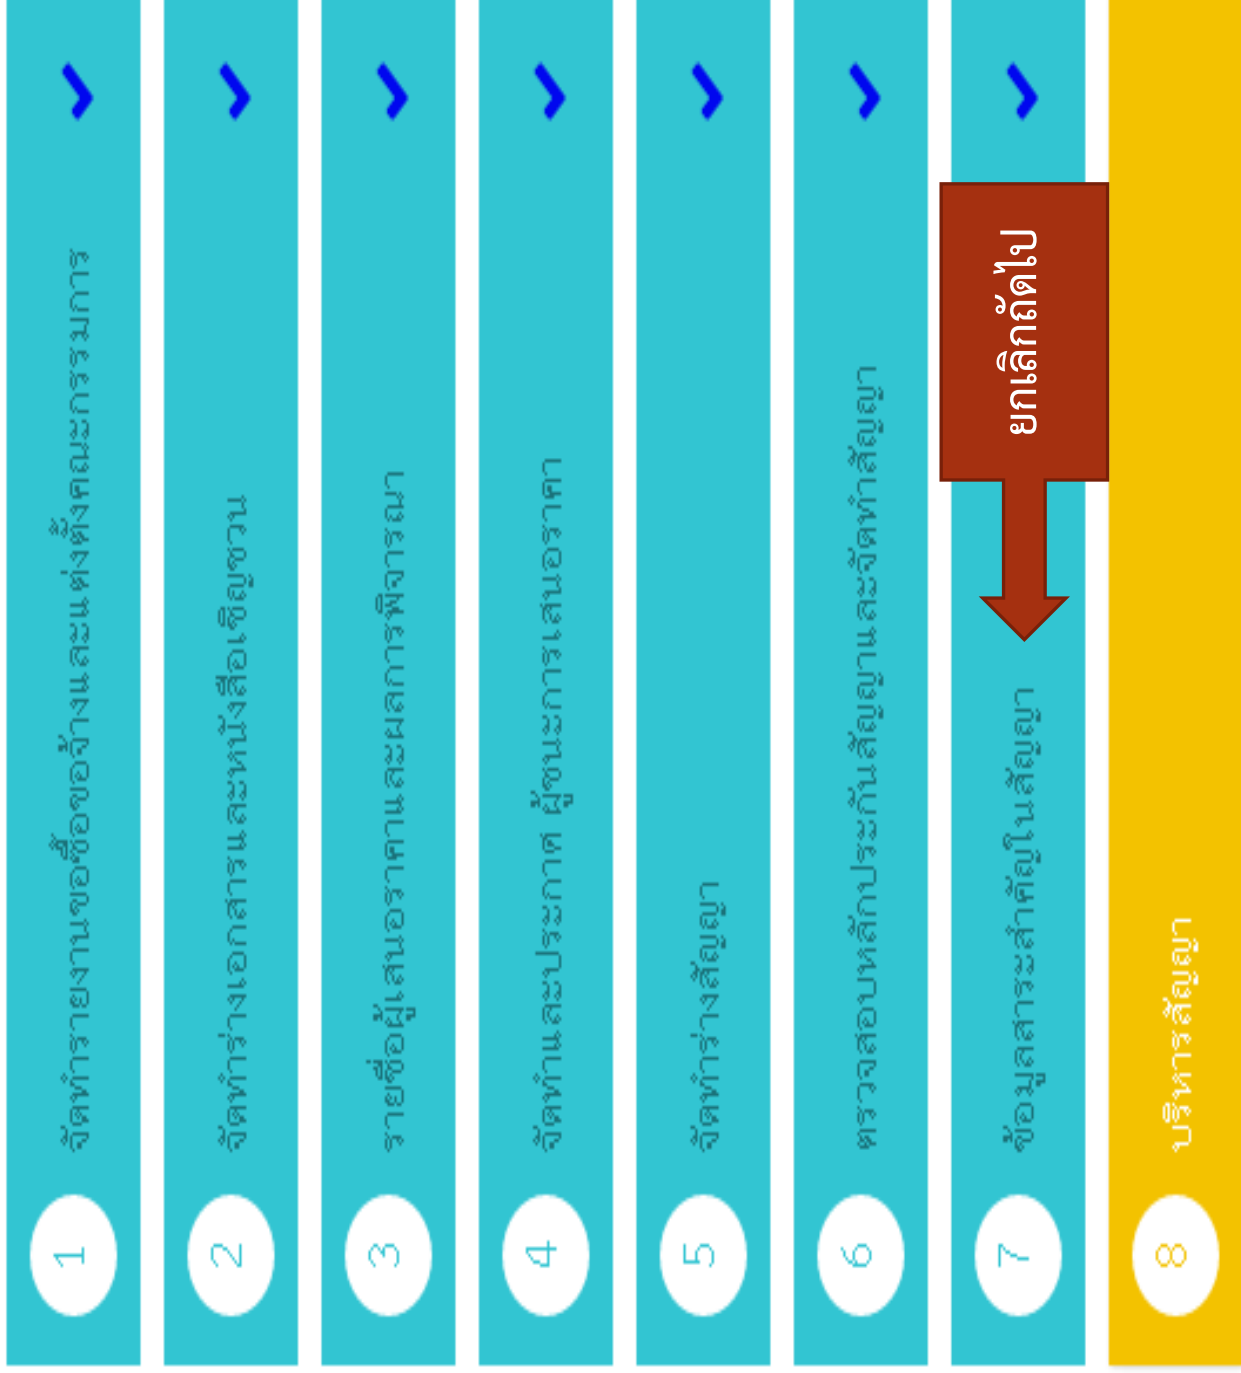 1 จัดทำรายงานขอซื้อขอจ้างและแต่งตั้งคณะกรรมการ
2 จัดทำร่างเอกสารและหนังสือเชิญชวน
3 รายชื่อผู้เสนอราคาและผลการพิจารณา
4 จัดทำและประกาศ ผู้ชนะการเสนอราคา
5 จัดทำร่างสัญญา
6 ตรวจสอบหลักประกันสัญญาและจัดทำสัญญา
7 ข้อมูลสาระสำคัญในสัญญา
ยกเลิกถัดไป
8 บริหารสัญญา